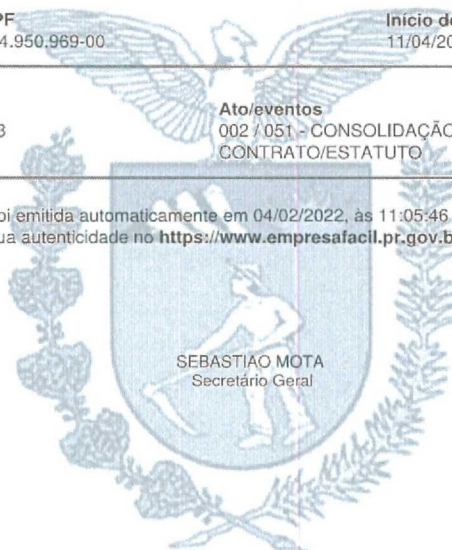 PF
Início d
4.950.969-00
11/04/20
Ato/eventos
3
002 / 051 - CONSOLIDAÇÃO
CONTRATO/ESTATUTO
oi emitida automaticamente em 04/02/2022, às 11:05:46
ua autenticidade no https://www.empresafacil.pr.gov.b
SEBASTIAO MOTA
Secretário Geral